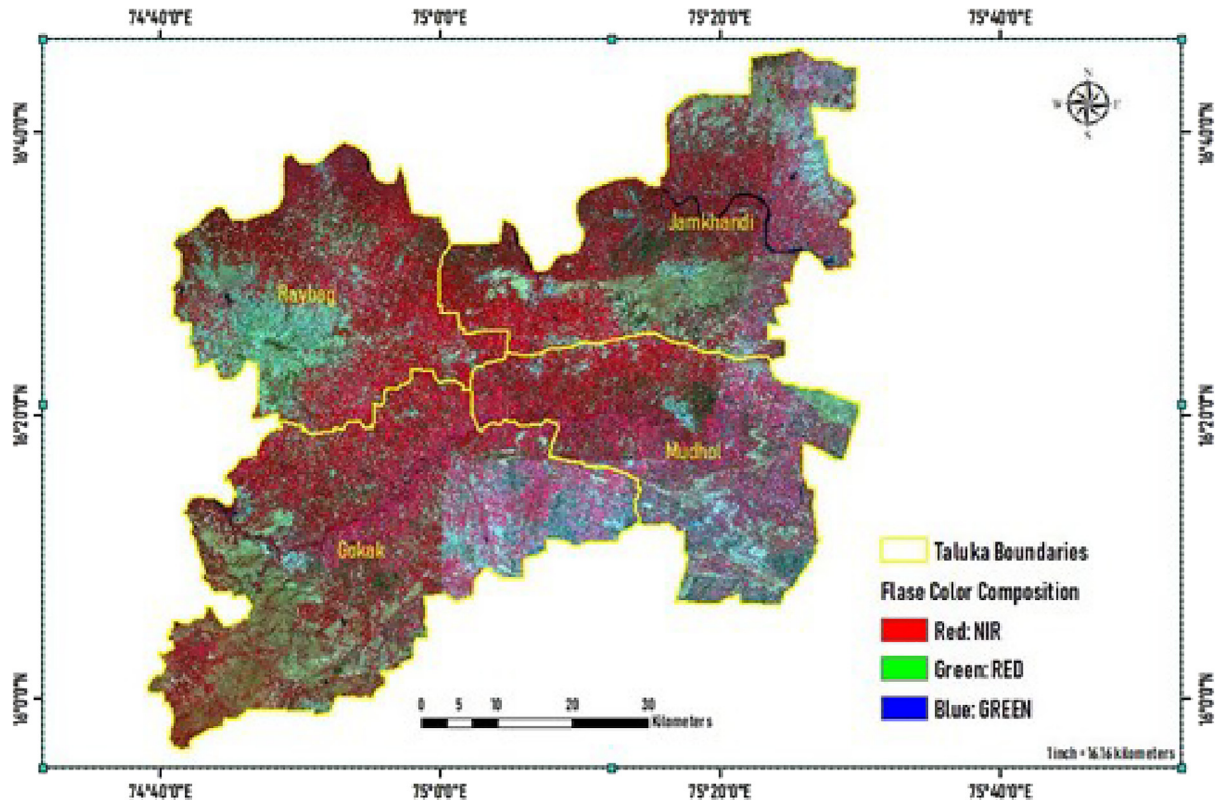 74°40'0"E 75°0'0"E 75°20'0"E 75°40'0"E
N
W E
S
16°40'0"N 16°40'0"N
Jamkhandi
Raybag
16°20'0"N 16°20'0"N
Mudhol
Gokak
Taluka Boundaries
Flase Color Composition
Red: NIR
Green: RED
Blue: GREEN
16°0'0"N 16°0'0"N
0 5 10 20 30
Kilometers
1 inch = 16.16 kilometers
74°40'0"E 75°0'0"E 75°20'0"E 75°40'0"E